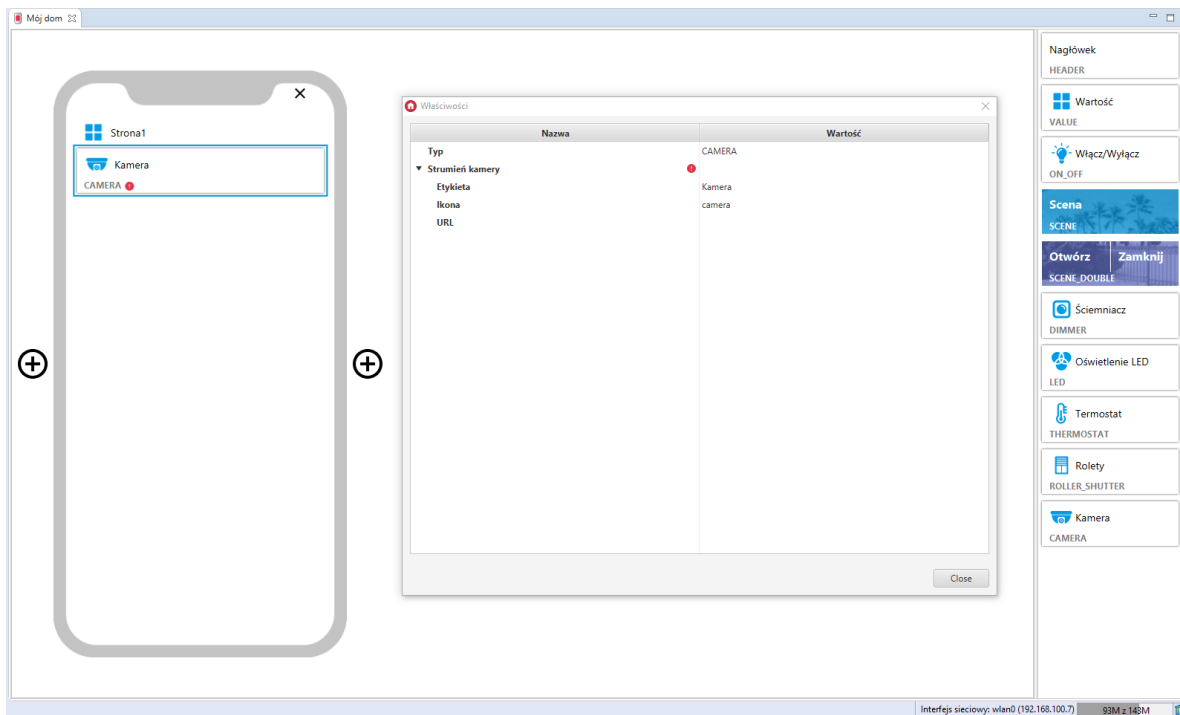 Mój dom
Strona1
Kamera
CAMERA
Właściwości
Nazwa Wartość
Typ CAMERA
Strumień kamery
Etykieta Kamera
Ikona camera
URL
Close
Nagłówek
HEADER
Wartość
VALUE
Włącz/Wyłącz
ON_OFF
Scena
SCENE
Otwórz Zamknij
SCENE_DOUBLE
Ściemniacz
DIMMER
Oświetlenie LED
LED
Termostat
THERMOSTAT
Rolety
ROLLER_SHUTTER
Kamera
CAMERA
Interfejs sieciowy: wlan0 (192.168.100.7) 93M z 143M